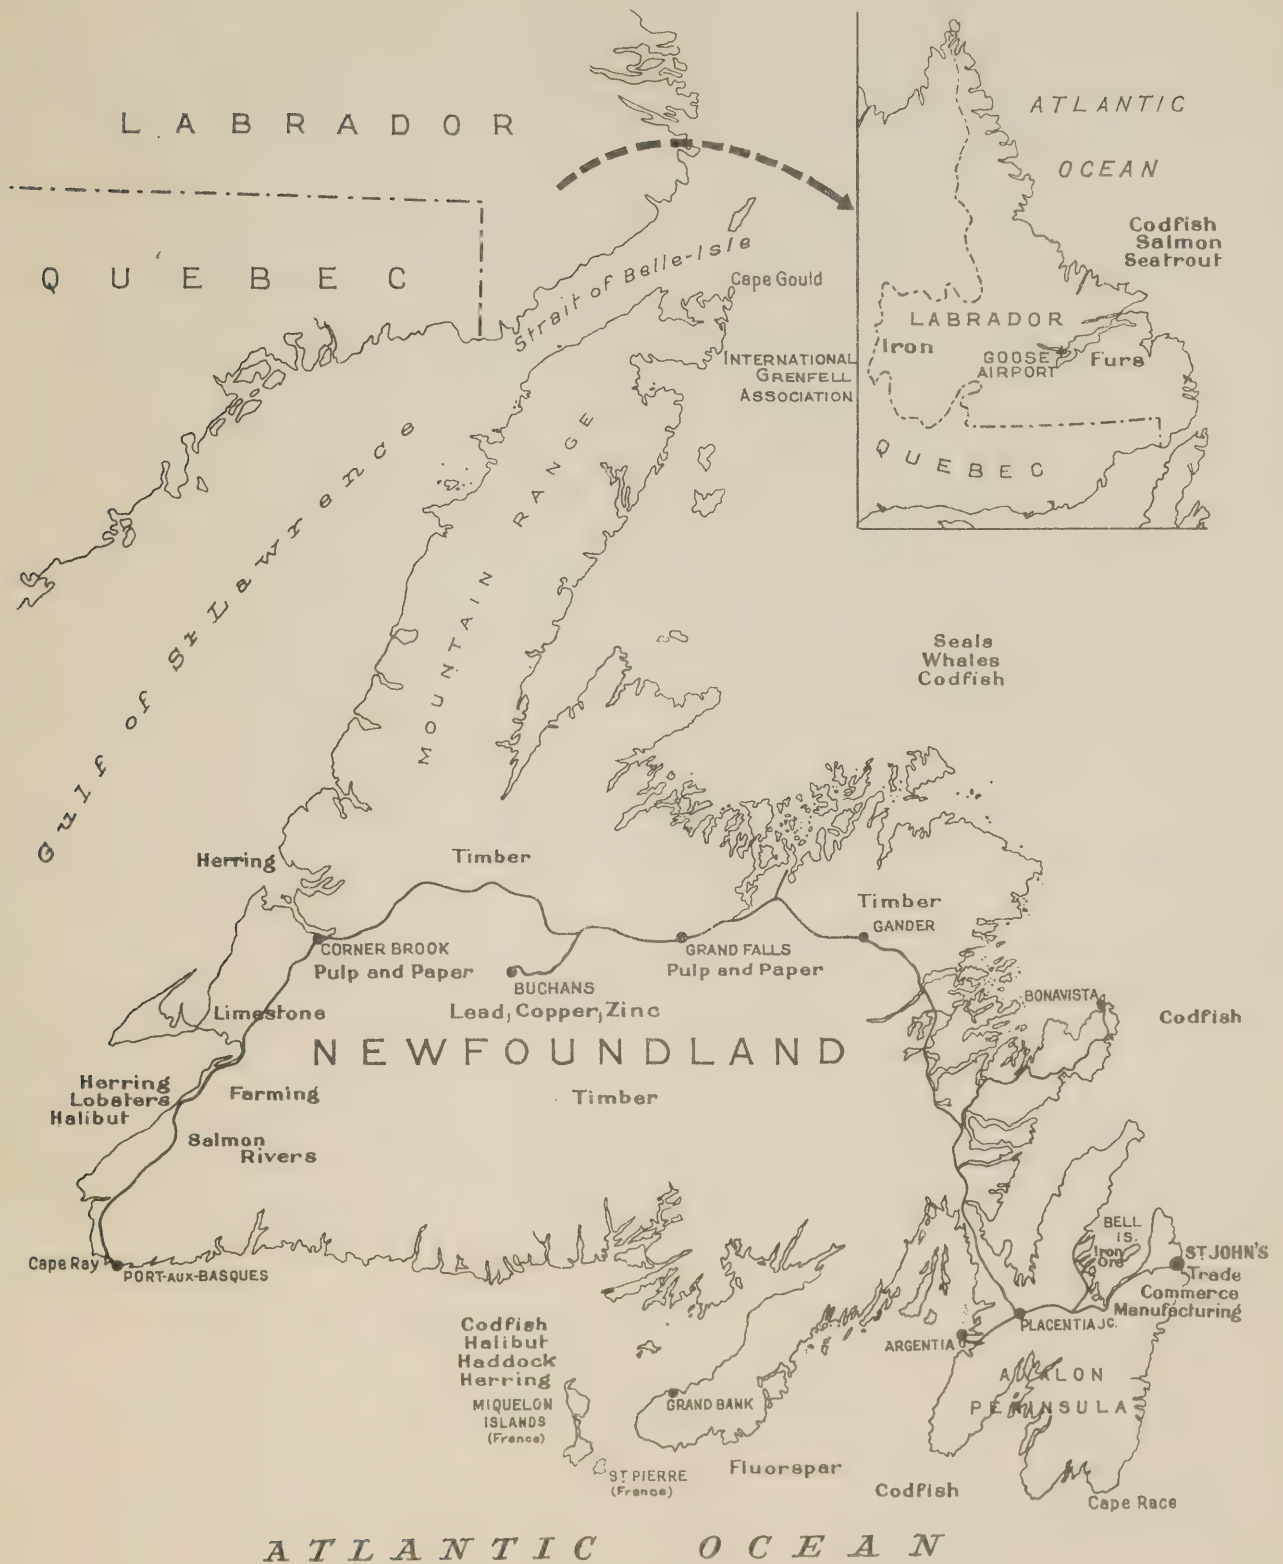 LABRADOR
QUEBEC
Gulf of St Lawrence
Strait of Belle-Isle
Cape Gould
INTERNATIONAL
GRENFELL
ASSOCIATION
MOUNTAIN RANGE
ATLANTIC
OCEAN
Codfish
Salmon
Seatrout
LABRADOR
Iron
GOOSE
AIRPORT
Furs
QUEBEC
Seals
Whales
Codfish
Herring
Timber
Timber
GANDER
CORNER BROOK
Pulp and Paper
GRAND FALLS
Pulp and Paper
BUCHANS
Lead, Copper, Zinc
Limestone
BONAVISTA
Codfish
NEWFOUNDLAND
Herring
Lobsters
Halibut
Farming
Timber
Salmon
Rivers
Cape Ray
PORT-AUX-BASQUES
BELL
IS.
Iron
Ore
ST JOHN'S
Trade
Commerce
Manufacturing
PLACENTIA JC.
ARGENTIA
AVALON
PENINSULA
Codfish
Halibut
Haddock
Herring
MIQUELON
ISLANDS
(France)
GRAND BANK
ST PIERRE
(France)
Fluorspar
Codfish
Cape Race
ATLANTIC OCEAN